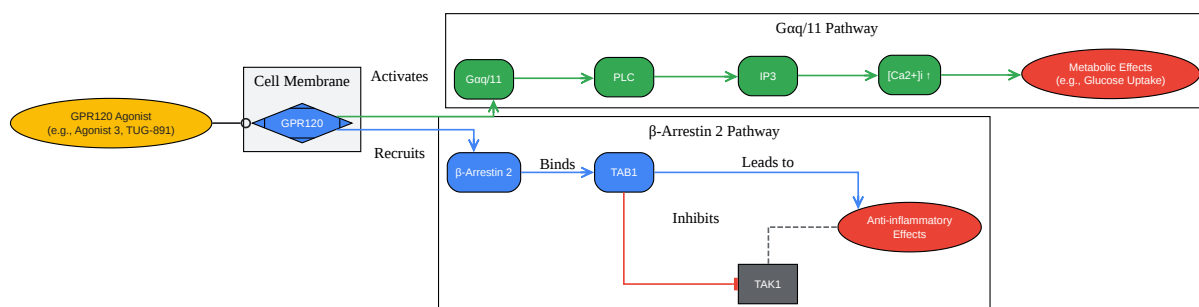 Gαq/11 Pathway
Cell Membrane
Activates
Gαq/11
PLC
IP3
[Ca2+]i ↑
Metabolic Effects
(e.g., Glucose Uptake)
GPR120 Agonist
(e.g., Agonist 3, TUG-891)
GPR120
Recruits
β-Arrestin 2 Pathway
β-Arrestin 2
Binds
TAB1
Leads to
Inhibits
Anti-inflammatory
Effects
TAK1